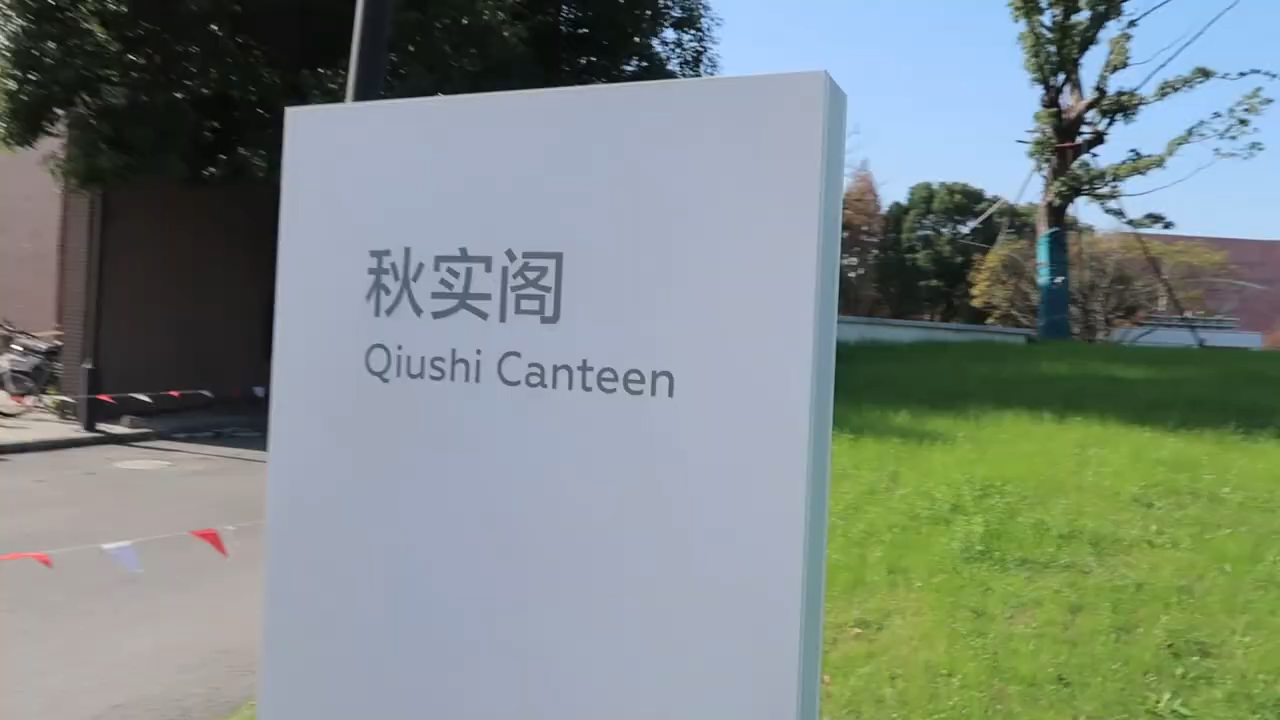 秋实阁
Qiushi Canteen